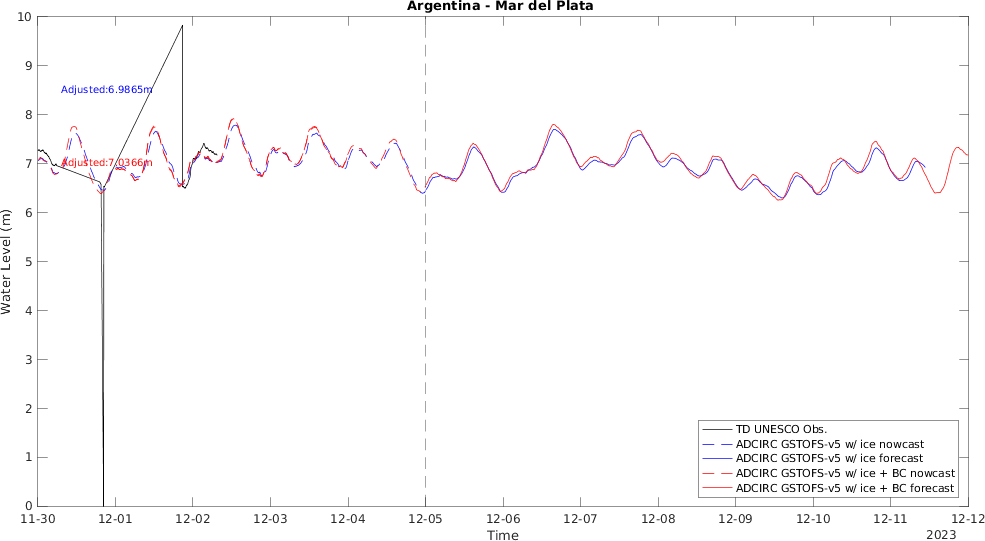 Argentina - Mar del Plata
10
9
8
7
6
5
4
3
2
1
0
Water Level (m)
Adjusted:6.9865m
Adjusted:7.0366m
TD UNESCO Obs.
ADCIRC GSTOFS-v5 w/ ice nowcast
ADCIRC GSTOFS-v5 w/ ice forecast
ADCIRC GSTOFS-v5 w/ ice + BC nowcast
ADCIRC GSTOFS-v5 w/ ice + BC forecast
11-30 12-01 12-02 12-03 12-04 12-05 12-06 12-07 12-08 12-09 12-10 12-11 12-12
Time
2023